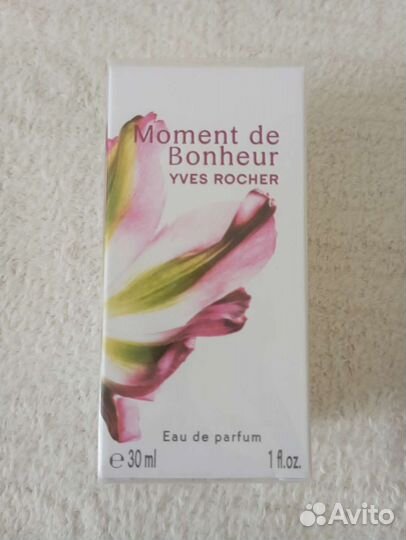 Moment de
Bonheur
YVES ROCHER
Eau de parfum
e 30 ml 1 fl.oz.
Avito